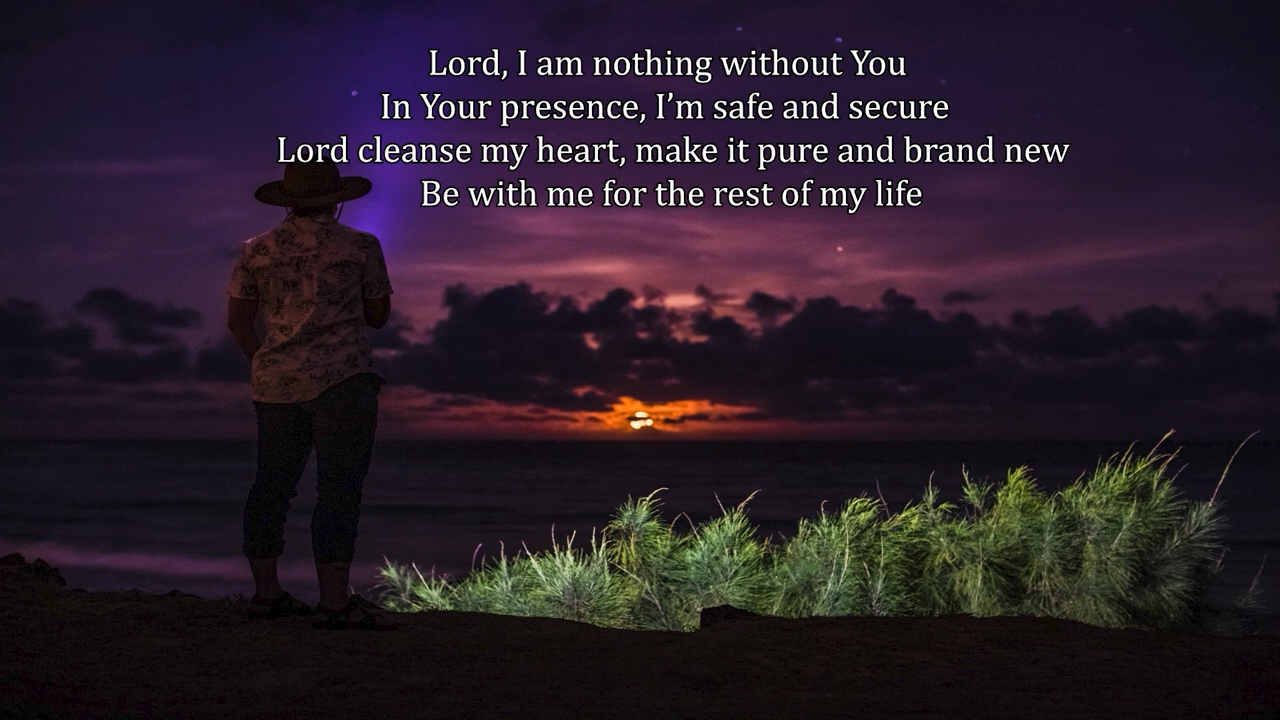 Lord, I am nothing without You
In Your presence, I’m safe and secure
Lord cleanse my heart, make it pure and brand new
Be with me for the rest of my life